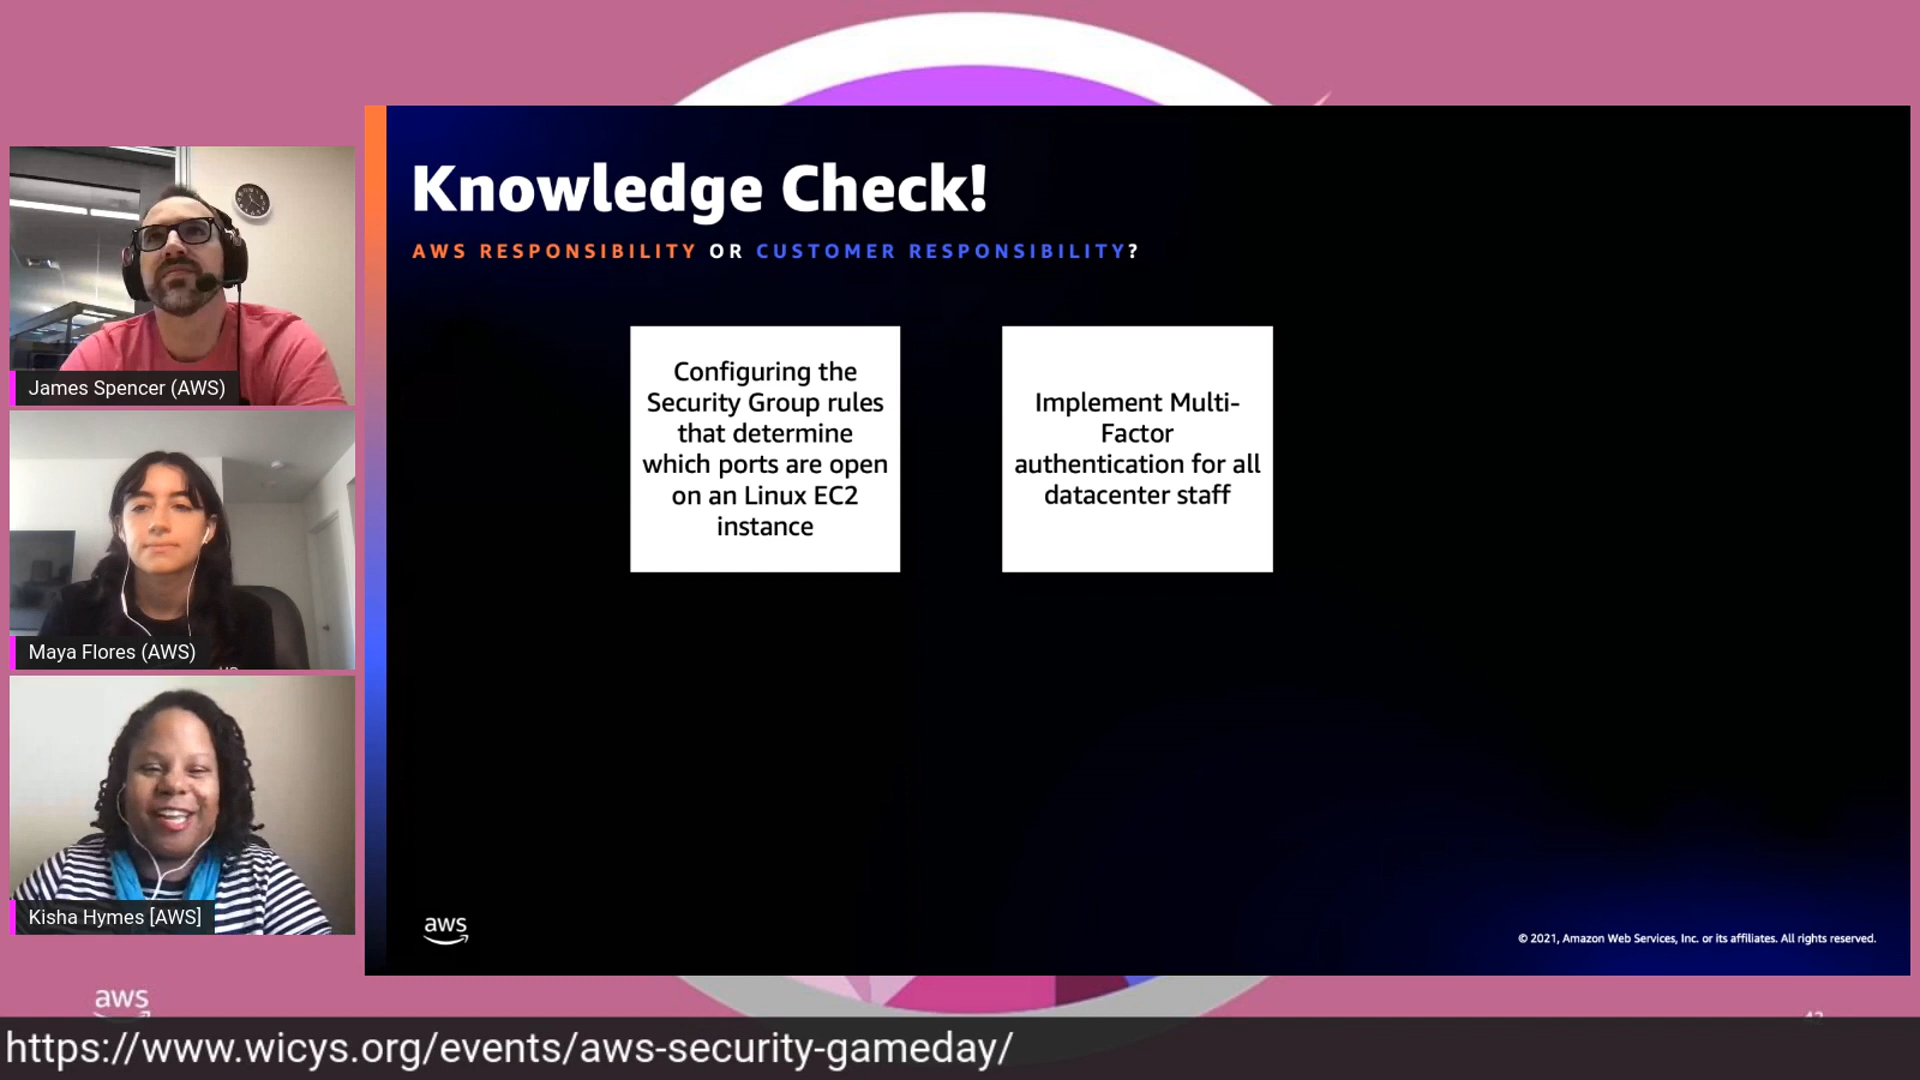 Knowledge Check!
AWS RESPONSIBILITY OR CUSTOMER RESPONSIBILITY?
Configuring the
Security Group rules
that determine
which ports are open
on an Linux EC2
instance
Implement Multi-
Factor
authentication for all
datacenter staff
James Spencer (AWS)
Maya Flores (AWS)
Kisha Hymes [AWS]
aws
© 2021, Amazon Web Services, Inc. or its affiliates. All rights reserved.
aws
https://www.wicys.org/events/aws-security-gameday/